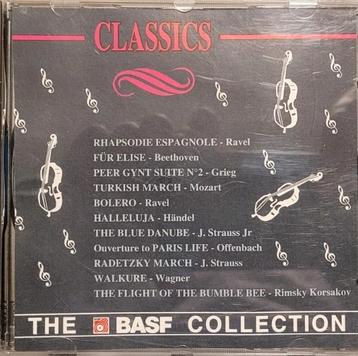 CLASSICS
RHAPSODIE ESPAGNOLE - Ravel
FÜR ELISE - Beethoven
PEER GYNT SUITE N°2 - Grieg
TURKISH MARCH - Mozart
BOLERO - Ravel
HALLELUJA - Händel
THE BLUE DANUBE - J. Strauss Jr
Ouverture to PARIS LIFE - Offenbach
RADETZKY MARCH - J. Strauss
WALKURE - Wagner
THE FLIGHT OF THE BUMBLE BEE - Rimsky Korsakov
THE BASF COLLECTION